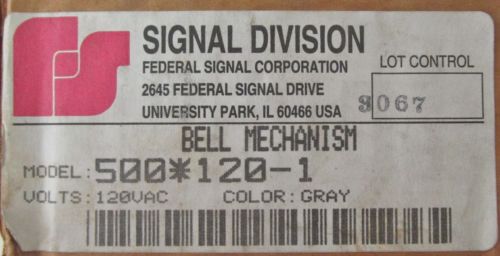 SIGNAL DIVISION
FEDERAL SIGNAL CORPORATION
2645 FEDERAL SIGNAL DRIVE
UNIVERSITY PARK, IL 60466 USA
LOT CONTROL
3067
BELL MECHANISM
MODEL:500*120-1
VOLTS:120VAC COLOR:GRAY